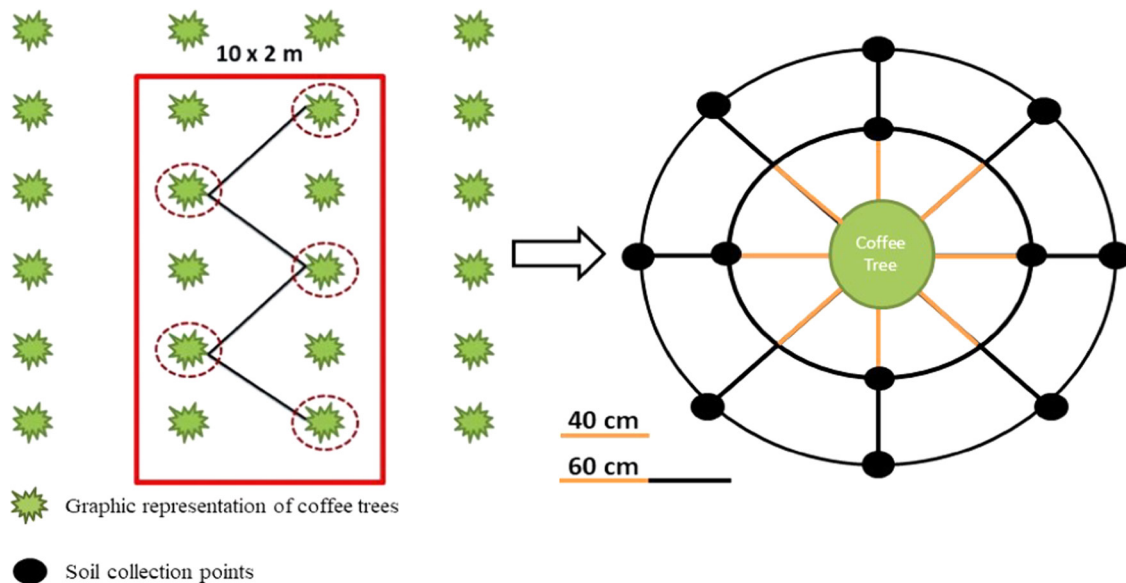 10 x 2 m
Coffee
Tree
40 cm
60 cm
Graphic representation of coffee trees
Soil collection points